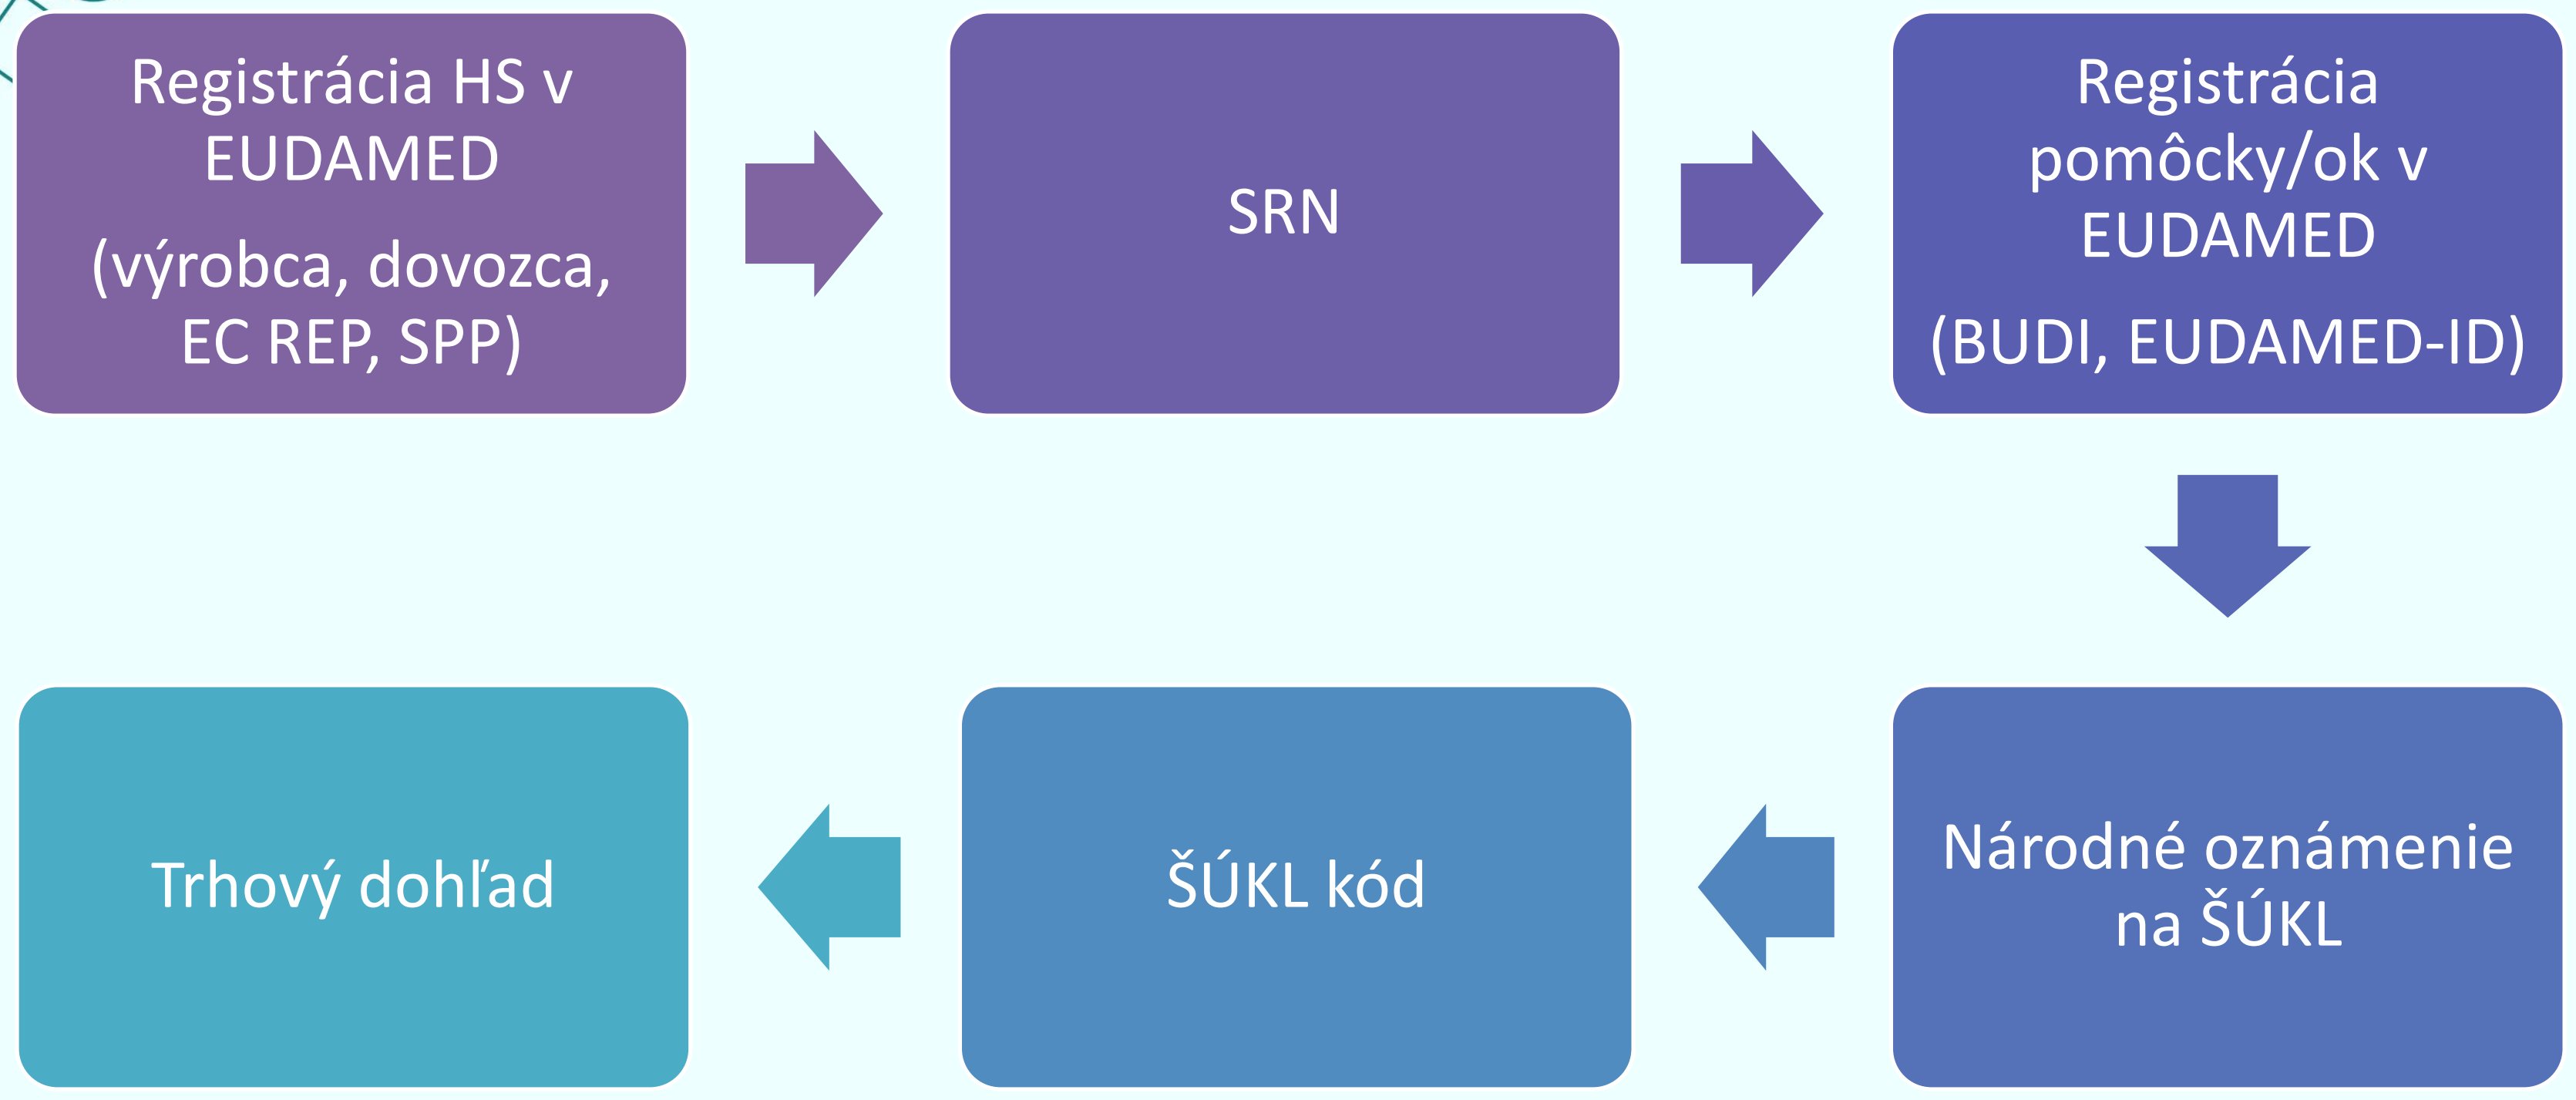 Registrácia HS v
EUDAMED
(výrobca, dovozca,
EC REP, SPP)
SRN
Registrácia
pomôcky/ok v
EUDAMED
(BUDI, EUDAMED-ID)
Národné oznámenie
na ŠÚKL
ŠÚKL kód
Trhový dohľad